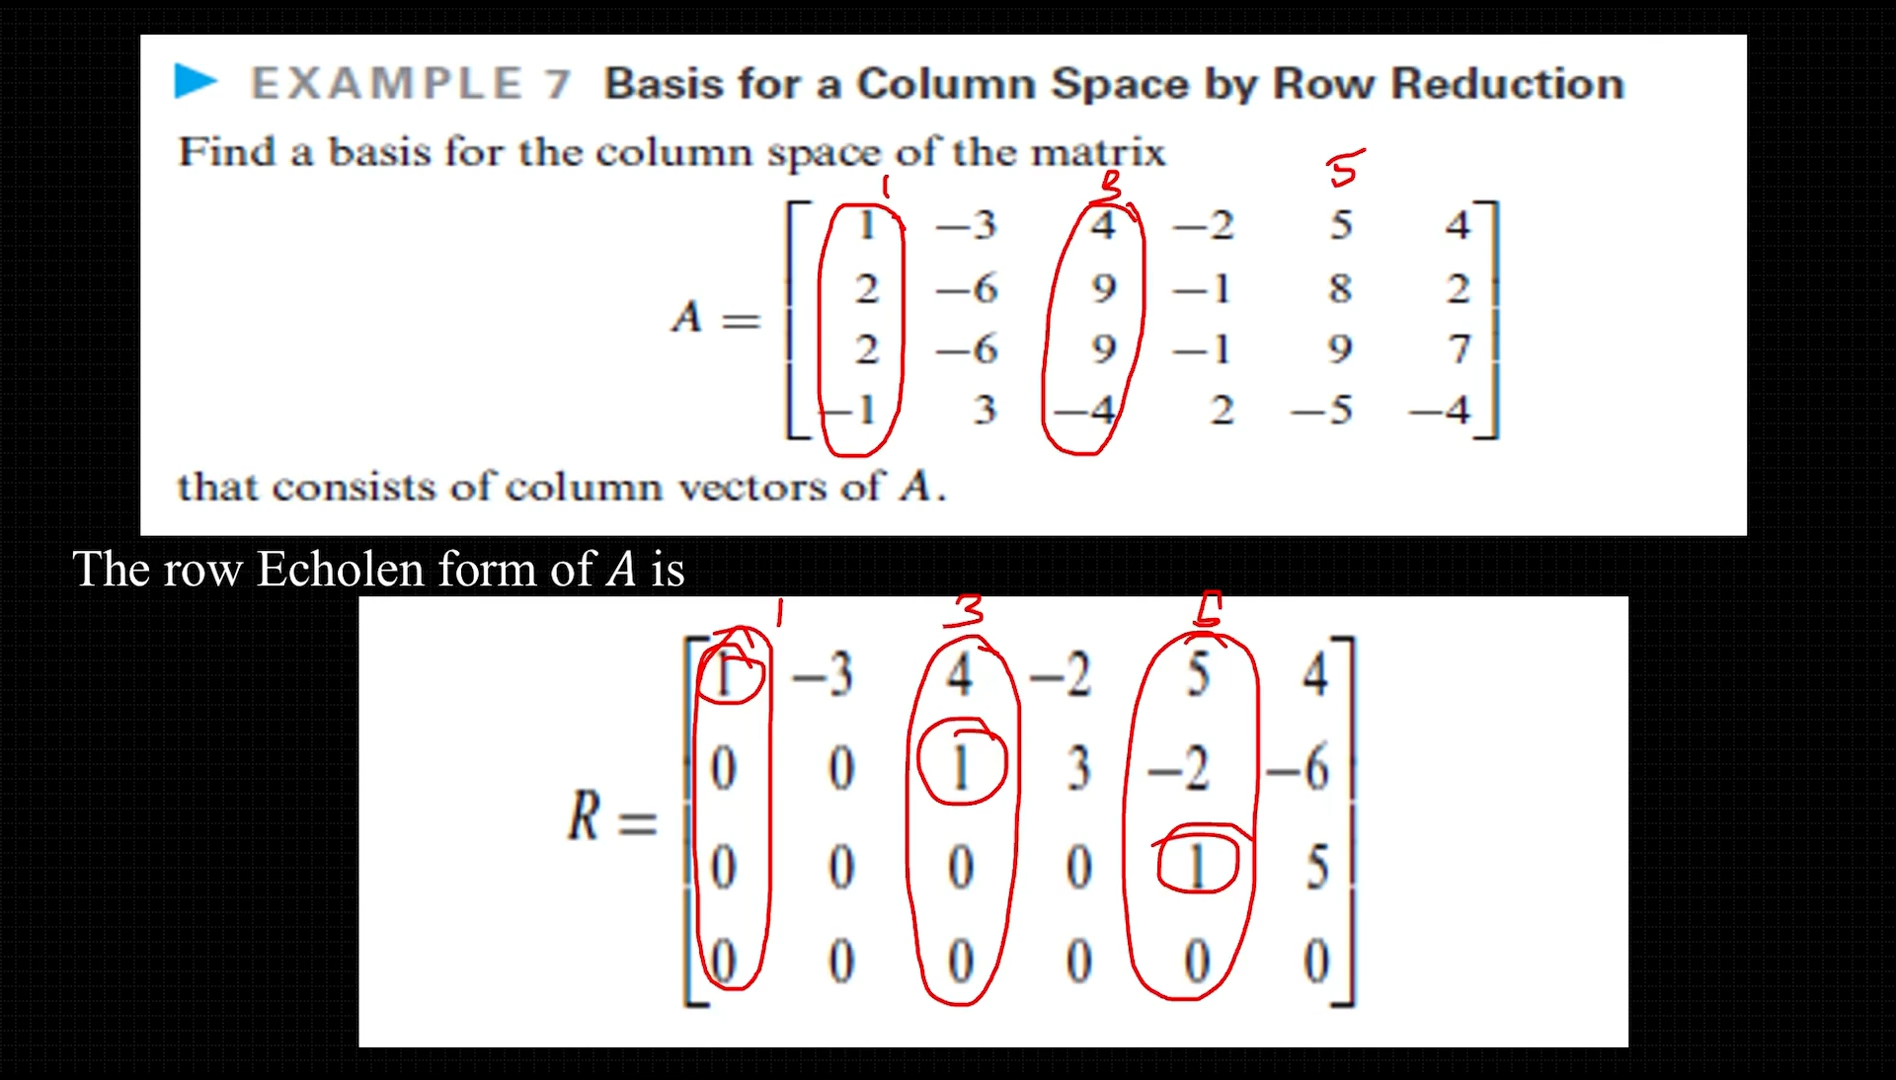 EXAMPLE 7 Basis for a Column Space by Row Reduction
Find a basis for the column space of the matrix
1 3 5
1 −3 4 −2 5 4
2 −6 9 −1 8 2
A =
2 −6 9 −1 9 7
−1 3 −4 2 −5 −4
that consists of column vectors of A.
The row Echolen form of A is
1 3 5
1 −3 4 −2 5 4
0 0 1 3 −2 −6
R =
0 0 0 0 1 5
0 0 0 0 0 0